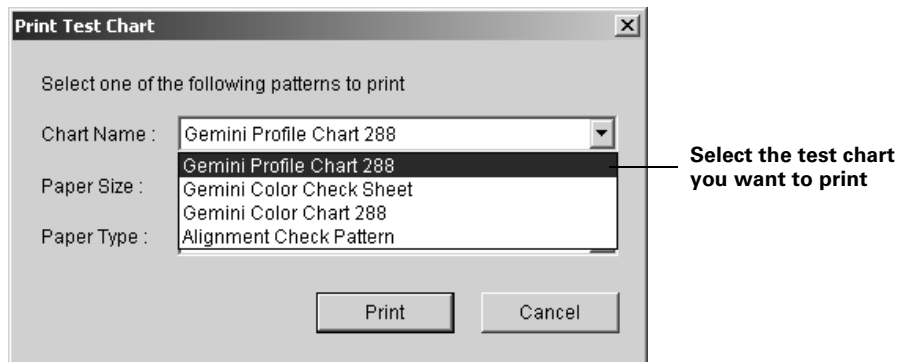 Print Test Chart
Select one of the following patterns to print
Chart Name :
Gemini Profile Chart 288
Gemini Profile Chart 288
Gemini Color Check Sheet
Gemini Color Chart 288
Alignment Check Pattern
Paper Size :
Paper Type :
Print
Cancel
Select the test chart
you want to print